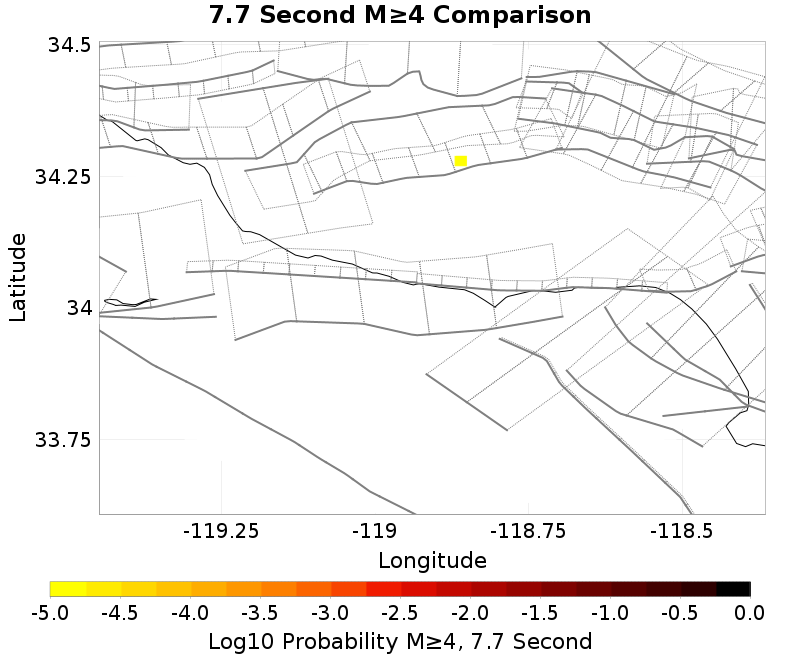 7.7 Second M≥4 Comparison
34.5
34.25
34
33.75
Latitude
-119.25 -119 -118.75 -118.5
Longitude
-5.0 -4.5 -4.0 -3.5 -3.0 -2.5 -2.0 -1.5 -1.0 -0.5 0.0
Log10 Probability M≥4, 7.7 Second